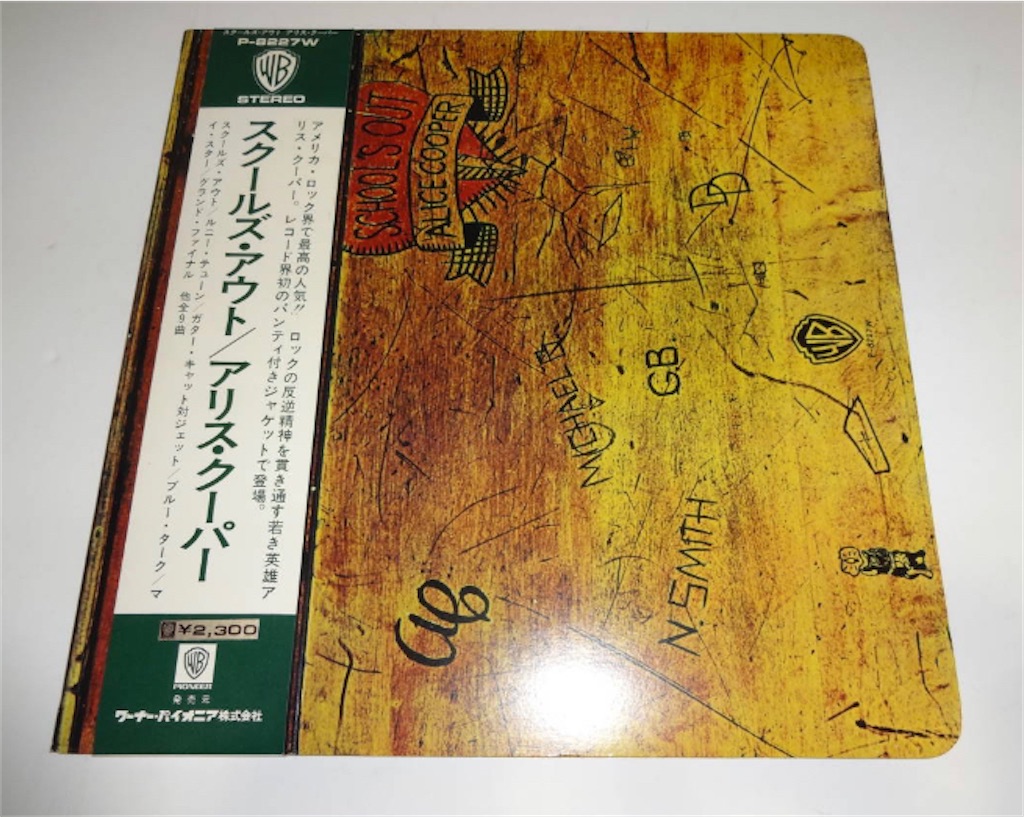 スクールズ・アウト アリス・クーパー
P-8227W
WB
STEREO
アメリカ・ロック界で最高の人気!! ロックの反逆精神を貫き通す若き英雄ア
リス・クーパー。レコード界初のパンティ付きジャケットで登場。
スクールズ・アウト/アリス・クーパー
スクールズ・アウト/ルニー・テューン/ガター・キャット対ジェット/ブルー・ターク/マ
イ・スター/グランド・ファイナル 他全9曲
¥2,300
WB
PIONEER
発売元
ワーナー・パイオニア株式会社
SCHOOL'S OUT
ALICE COOPER
DD
WB
P-8227W
GB
MICHAEL B
N. SMITH